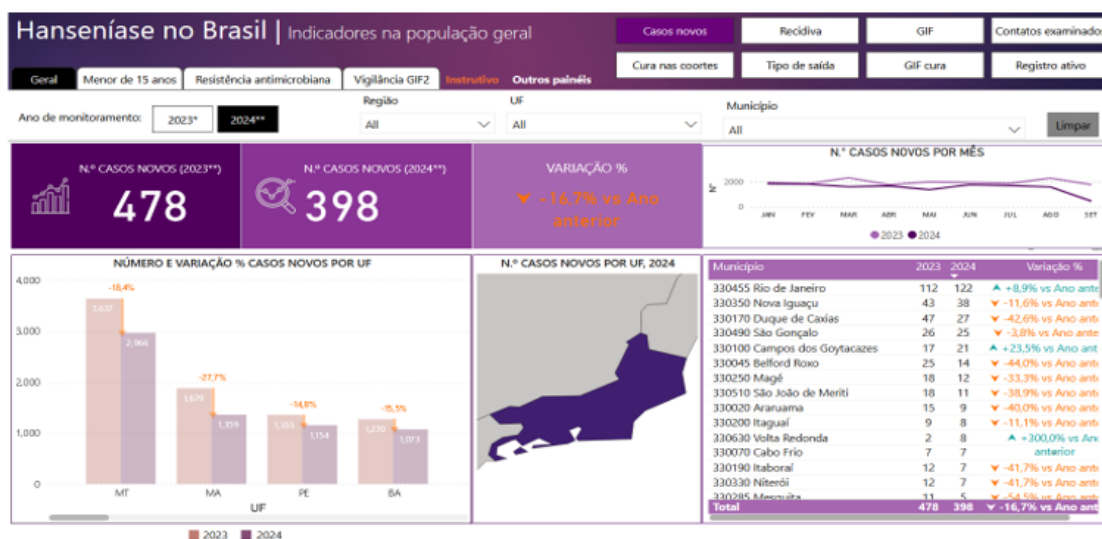 Hanseníase no Brasil | Indicadores na população geral
Casos novos
Recidiva
GIF
Contatos examinados
Cura nas coortes
Tipo de saída
GIF cura
Registro ativo
Geral
Menor de 15 anos
Resistência antimicrobiana
Vigilância GIF2
Instrutivo
Outros painéis
Ano de monitoramento:
2023*
2024**
Região
All
UF
All
Município
All
Limpar
N.º CASOS NOVOS (2023**)
478
N.º CASOS NOVOS (2024**)
398
VARIAÇÃO %
-16,7% vs Ano
anterior
N.º CASOS NOVOS POR MÊS
N°
2000
0
JAN FEV MAR ABR MAI JUN JUL AGO SET
2023 2024
NÚMERO E VARIAÇÃO % CASOS NOVOS POR UF
4,000
3,000
2,000
1,000
0
-18,4%
3,637
2,966
-27,7%
1,879
1,359
-14,8%
1,154
-15,5%
1,270
1,073
MT MA PE BA
UF
2023 2024
N.º CASOS NOVOS POR UF, 2024
Município 2023 2024 Variação %
330455 Rio de Janeiro 112 122 +8,9% vs Ano ante
330350 Nova Iguaçu 43 38 -11,6% vs Ano ante
330170 Duque de Caxias 47 27 -42,6% vs Ano ante
330490 São Gonçalo 26 25 -3,8% vs Ano ante
330100 Campos dos Goytacazes 17 21 +23,5% vs Ano ant
330045 Belford Roxo 25 14 -44,0% vs Ano ante
330250 Magé 18 12 -33,3% vs Ano ante
330510 São João de Meriti 18 11 -38,9% vs Ano ante
330020 Araruama 15 9 -40,0% vs Ano ante
330200 Itaguaí 9 8 -11,1% vs Ano ante
330630 Volta Redonda 2 8 +300,0% vs Ano
anterior
330070 Cabo Frio 7 7
330190 Itaboraí 12 7 -41,7% vs Ano ante
330330 Niterói 12 7 -41,7% vs Ano ante
330285 Mesquita 11 5 -54,5% vs Ano ante
Total 478 398 -16,7% vs Ano ant